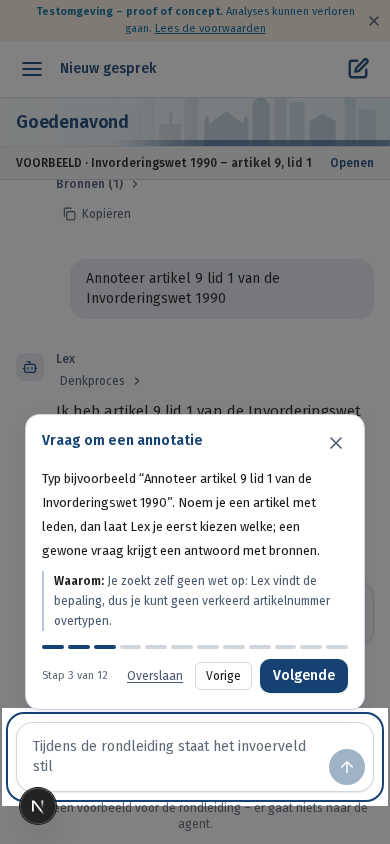 Testomgeving – proof of concept. Analyses kunnen verloren
gaan. Lees de voorwaarden
Nieuw gesprek
Goedenavond
VOORBEELD · Invorderingswet 1990 – artikel 9, lid 1 Openen
Bronnen (1)
Kopiëren
Annoteer artikel 9 lid 1 van de
Invorderingswet 1990
Lex
Denkproces
Ik heb artikel 9 lid 1 van de Invorderingswet
Vraag om een annotatie
Typ bijvoorbeeld “Annoteer artikel 9 lid 1 van de
Invorderingswet 1990”. Noem je een artikel met
leden, dan laat Lex je eerst kiezen welke; een
gewone vraag krijgt een antwoord met bronnen.
Waarom: Je zoekt zelf geen wet op: Lex vindt de
bepaling, dus je kunt geen verkeerd artikelnummer
overtypen.
Stap 3 van 12 Overslaan Vorige Volgende
Tijdens de rondleiding staat het invoerveld
stil
N
een voorbeeld voor de rondleiding – er gaat niets naar de
agent.